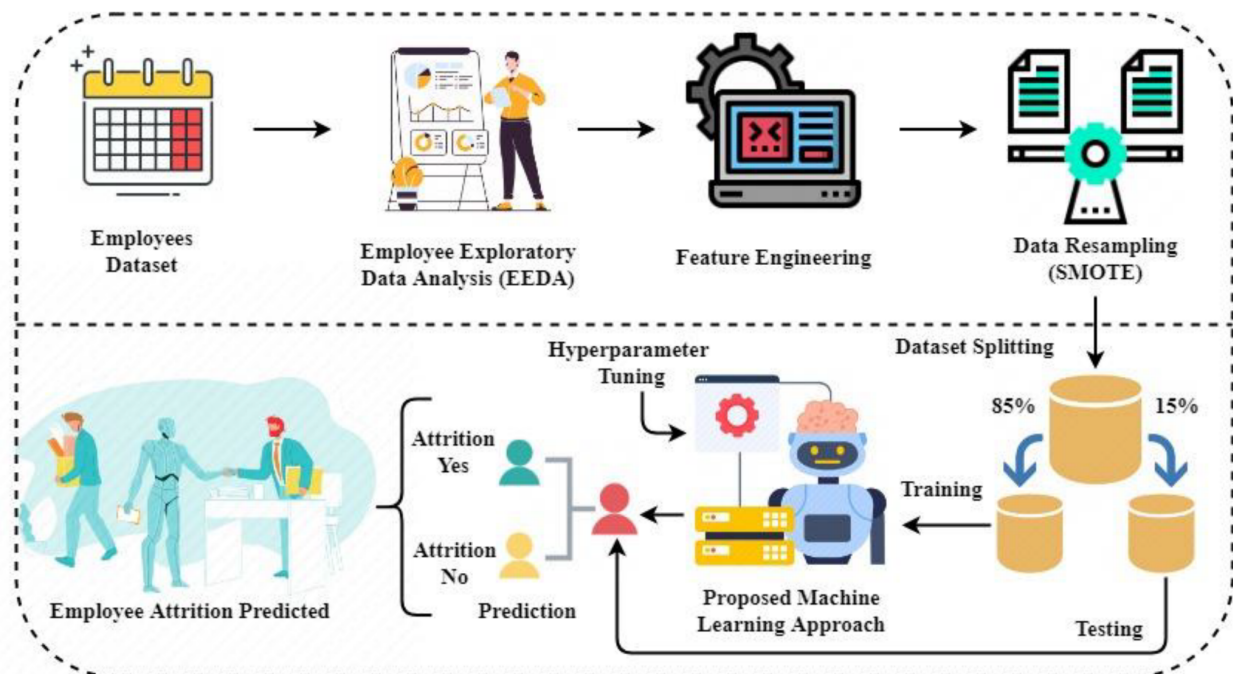 Employees
Dataset
Employee Exploratory
Data Analysis (EEDA)
Feature Engineering
Data Resampling
(SMOTE)
Hyperparameter
Tuning
Dataset Splitting
85%
15%
Attrition
Yes
Training
Attrition
No
Employee Attrition Predicted
Prediction
Proposed Machine
Learning Approach
Testing